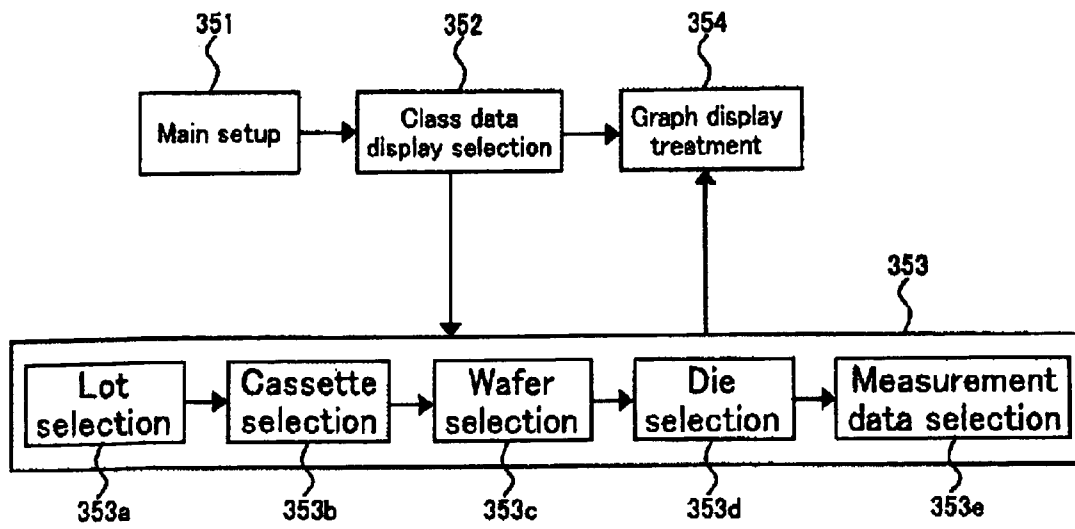 351
352
354
Main setup
Class data
display selection
Graph display
treatment
353
Lot
selection
Cassette
selection
Wafer
selection
Die
selection
Measurement
data selection
353a
353b
353c
353d
353e